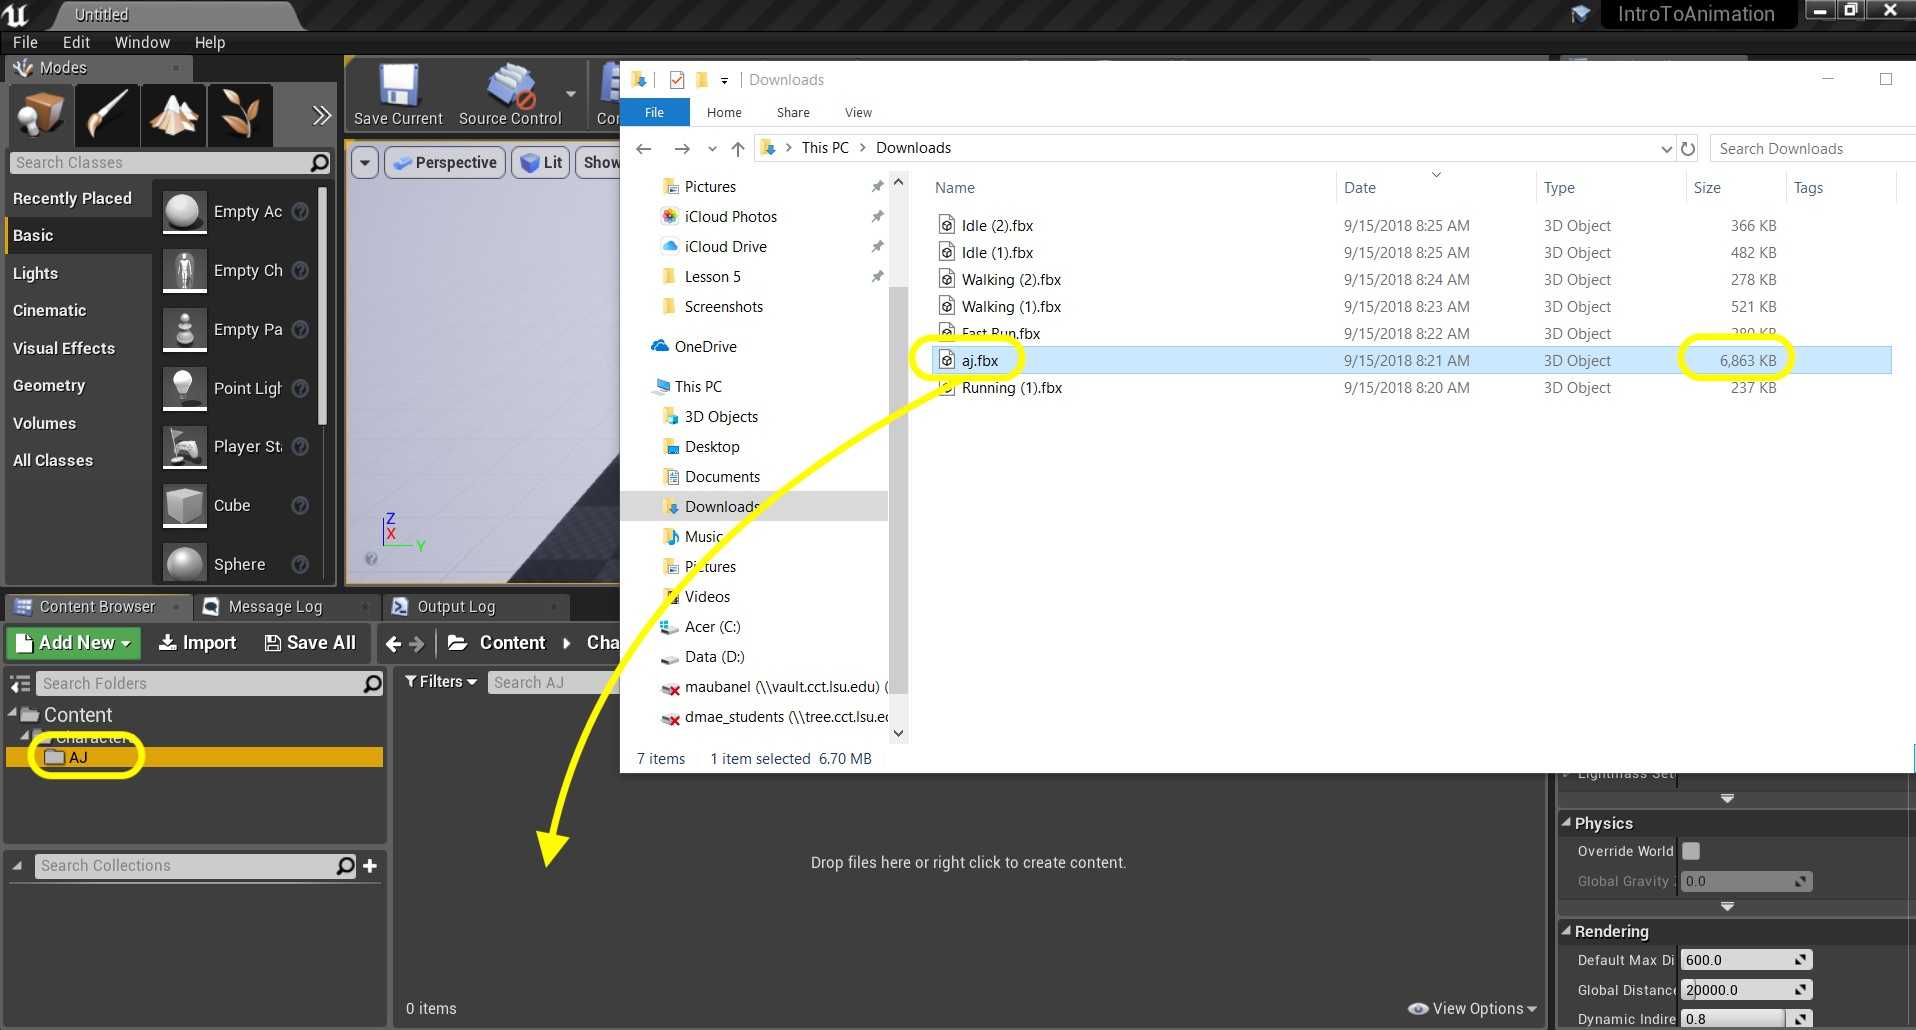 Untitled
IntroToAnimation
File Edit Window Help
Modes
Save Current
Source Control
Search Classes
Recently Placed
Basic
Lights
Cinematic
Visual Effects
Geometry
Volumes
All Classes
Empty Ac
Empty Ch
Empty Pa
Point Ligh
Player St
Cube
Sphere
Perspective Lit Show
Z
X
Y
Downloads
File Home Share View
This PC > Downloads
Search Downloads
Pictures
iCloud Photos
iCloud Drive
Lesson 5
Screenshots
OneDrive
This PC
3D Objects
Desktop
Documents
Downloads
Music
Pictures
Videos
Acer (C:)
Data (D:)
maubanel (\\vault.cct.lsu.edu) (
dmae_students (\\tree.cct.lsu.ed
Name Date Type Size Tags
Idle (2).fbx 9/15/2018 8:25 AM 3D Object 366 KB
Idle (1).fbx 9/15/2018 8:25 AM 3D Object 482 KB
Walking (2).fbx 9/15/2018 8:24 AM 3D Object 278 KB
Walking (1).fbx 9/15/2018 8:23 AM 3D Object 521 KB
Fast Run.fbx 9/15/2018 8:22 AM 3D Object 280 KB
aj.fbx 9/15/2018 8:21 AM 3D Object 6,863 KB
Running (1).fbx 9/15/2018 8:20 AM 3D Object 237 KB
7 items 1 item selected 6.70 MB
Content Browser
Message Log
Output Log
Add New Import Save All
Content Cha
Search Folders
Filters Search AJ
Content
Character
AJ
Search Collections
Drop files here or right click to create content.
0 items
View Options
Lightmass Set
Physics
Override World
Global Gravity 0.0
Rendering
Default Max Di 600.0
Global Distance 20000.0
Dynamic Indire 0.8